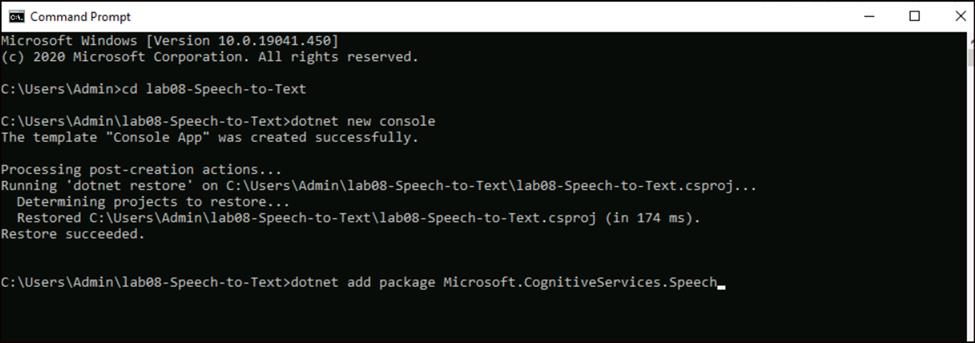 Command Prompt
Microsoft Windows [Version 10.0.19041.450]
(c) 2020 Microsoft Corporation. All rights reserved.
C:\Users\Admin>cd lab08-Speech-to-Text
C:\Users\Admin\lab08-Speech-to-Text>dotnet new console
The template "Console App" was created successfully.
Processing post-creation actions...
Running 'dotnet restore' on C:\Users\Admin\lab08-Speech-to-Text\lab08-Speech-to-Text.csproj...
  Determining projects to restore...
  Restored C:\Users\Admin\lab08-Speech-to-Text\lab08-Speech-to-Text.csproj (in 174 ms).
Restore succeeded.
C:\Users\Admin\lab08-Speech-to-Text>dotnet add package Microsoft.CognitiveServices.Speech